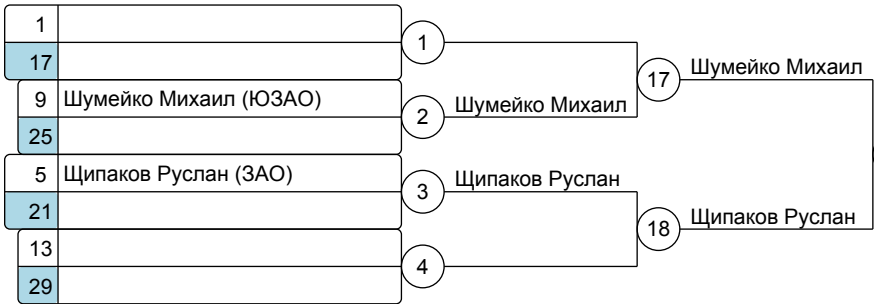 1
17
1
9 Шумейко Михаил (ЮЗАО)
25
2 Шумейко Михаил
17 Шумейко Михаил
5 Щипаков Руслан (ЗАО)
21
3 Щипаков Руслан
13
29
4
18 Щипаков Руслан